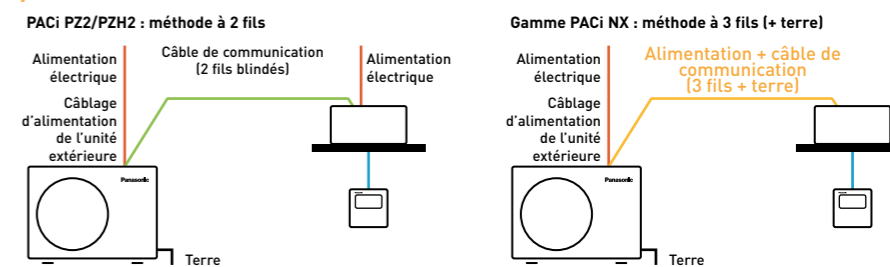 PACi PZ2/PZH2 : méthode à 2 fils
Alimentation
électrique
Câblage
d'alimentation
de l'unité
extérieure
Câble de communication
(2 fils blindés)
Alimentation
électrique
Panasonic
Terre
Gamme PACi NX : méthode à 3 fils (+ terre)
Alimentation
électrique
Câblage
d'alimentation
de l'unité
extérieure
Alimentation + câble de
communication
(3 fils + terre)
Panasonic
Terre